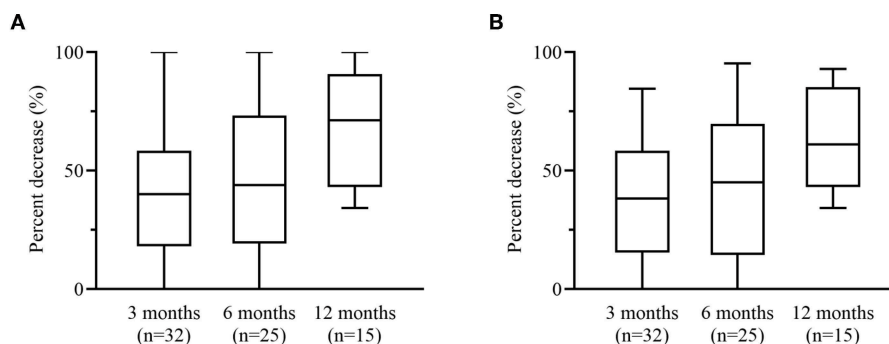 A
Percent decrease (%)
100
50
0
3 months
(n=32)
6 months
(n=25)
12 months
(n=15)
B
Percent decrease (%)
100
50
0
3 months
(n=32)
6 months
(n=25)
12 months
(n=15)